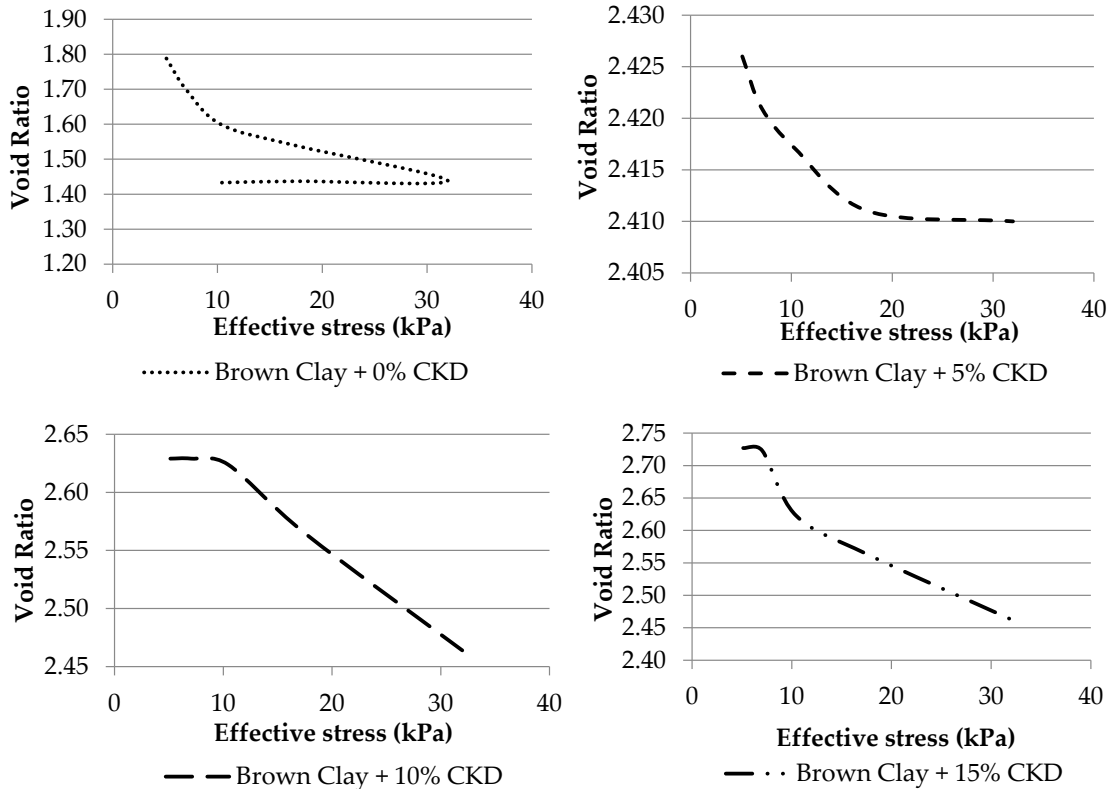 Void Ratio
1.90
1.80
1.70
1.60
1.50
1.40
1.30
1.20
0 10 20 30 40
Effective stress (kPa)
Brown Clay + 0% CKD
Void Ratio
2.430
2.425
2.420
2.415
2.410
2.405
0 10 20 30 40
Effective stress (kPa)
Brown Clay + 5% CKD
Void Ratio
2.65
2.60
2.55
2.50
2.45
0 10 20 30 40
Effective stress (kPa)
Brown Clay + 10% CKD
Void Ratio
2.75
2.70
2.65
2.60
2.55
2.50
2.45
2.40
0 10 20 30 40
Effective stress (kPa)
Brown Clay + 15% CKD